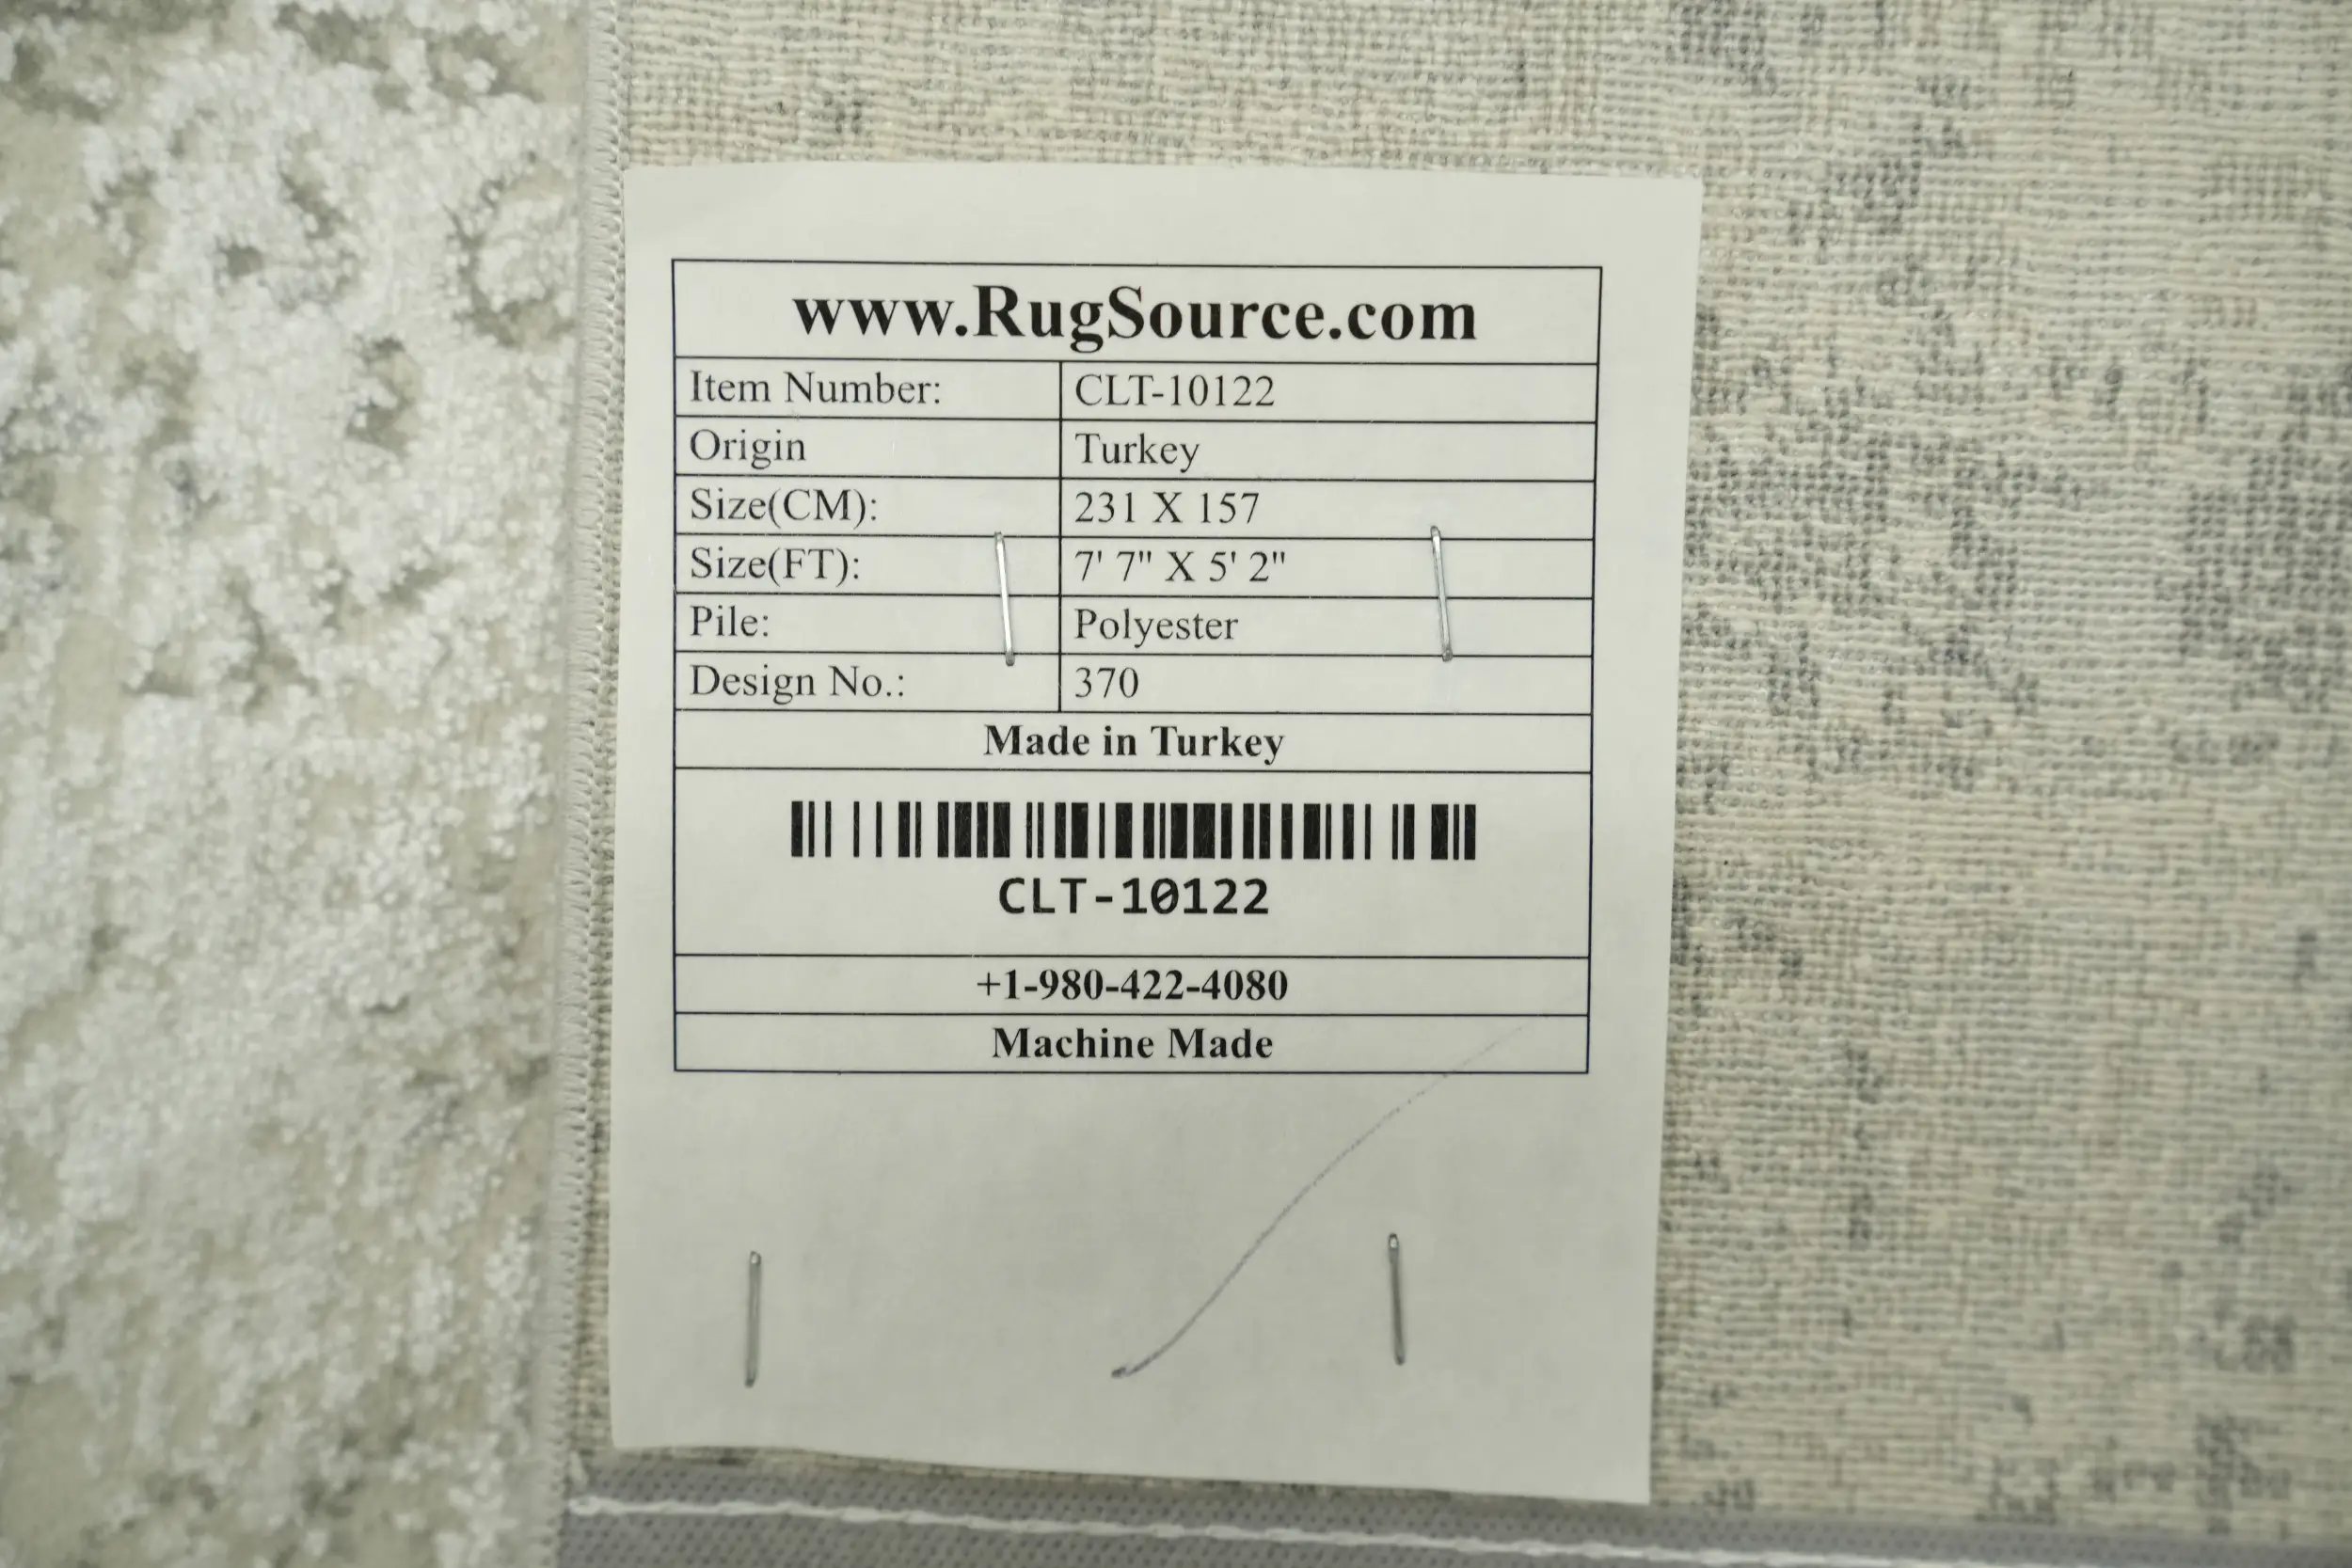 www.RugSource.com
Item Number: CLT-10122
Origin Turkey
Size(CM): 231 X 157
Size(FT): 7' 7" X 5' 2"
Pile: Polyester
Design No.: 370
Made in Turkey
CLT-10122
+1-980-422-4080
Machine Made